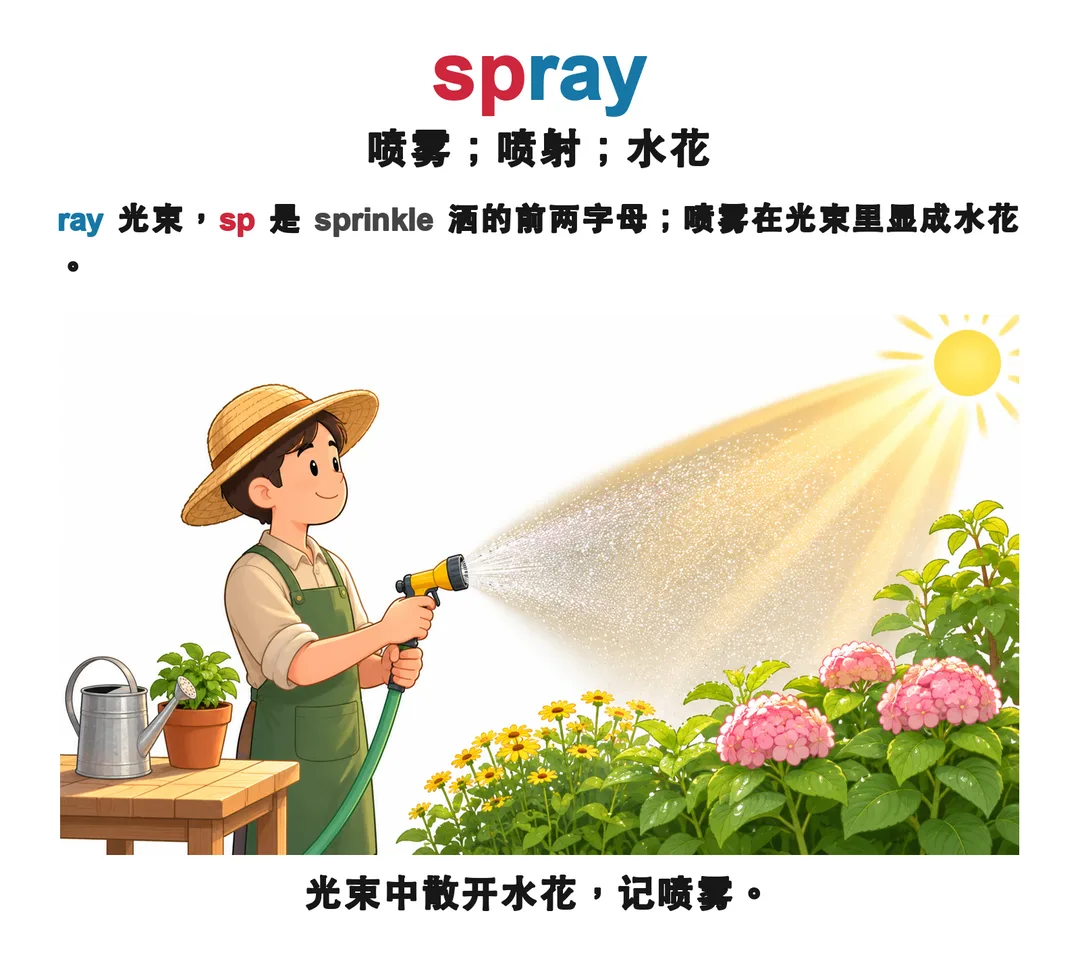 spray
喷雾；喷射；水花
ray 光束，sp 是 sprinkle 洒的前两字母；喷雾在光束里显成水花
。
光束中散开水花，记喷雾。